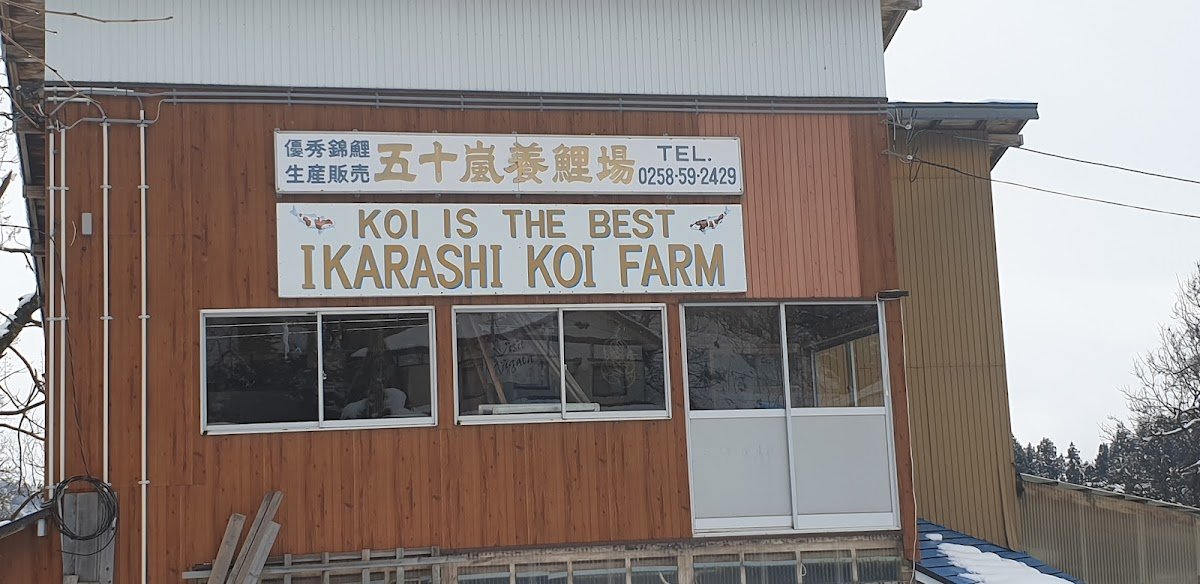 優秀錦鯉
生産販売
五十嵐養鯉場
TEL.
0258-59-2429
KOI IS THE BEST
IKARASHI KOI FARM